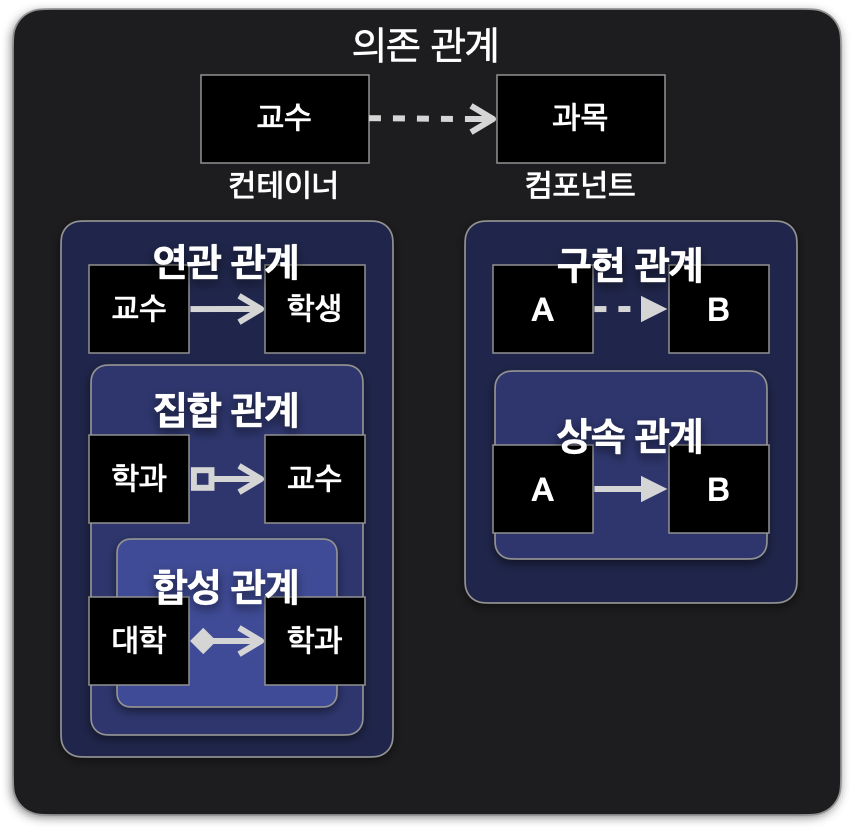 의존 관계
교수
과목
컨테이너
컴포넌트
연관 관계
교수
학생
집합 관계
학과
교수
합성 관계
대학
학과
구현 관계
A
B
상속 관계
A
B